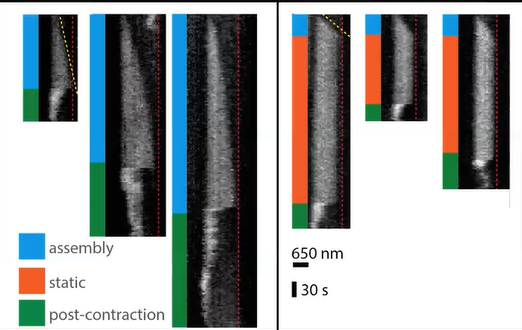 assembly
static
post-contraction
650 nm
30 s